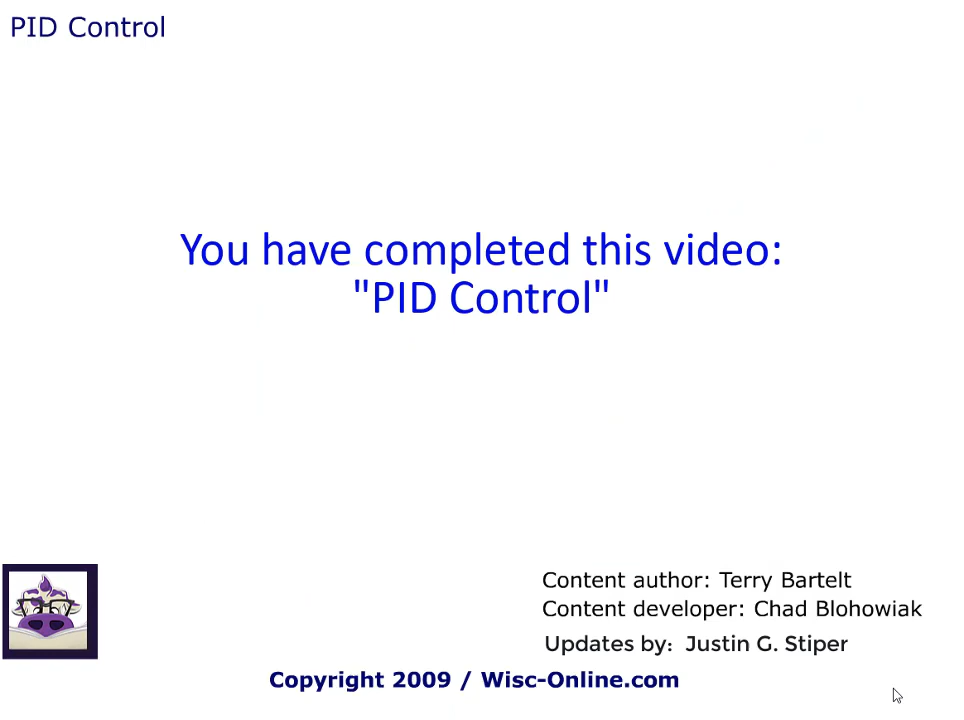 PID Control
You have completed this video:
"PID Control"
Content author: Terry Bartelt
Content developer: Chad Blohowiak
Updates by: Justin G. Stiper
Copyright 2009 / Wisc-Online.com